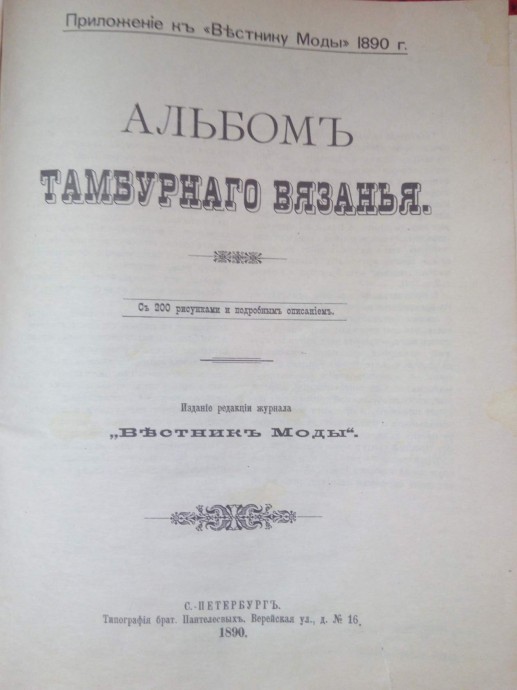 Приложеніе къ «Вѣстнику Моды» 1890 г.
АЛЬБОМЪ
ТАМБУРНАГО ВЯЗАНЬЯ.
Съ 200 рисунками и подробнымъ описаніемъ.
Изданіе редакціи журнала
„Вѣстникъ Моды“.
С.-ПЕТЕРБУРГЪ.
Типографія брат. Пантелеевыхъ. Верейская ул., д. № 16.
1890.